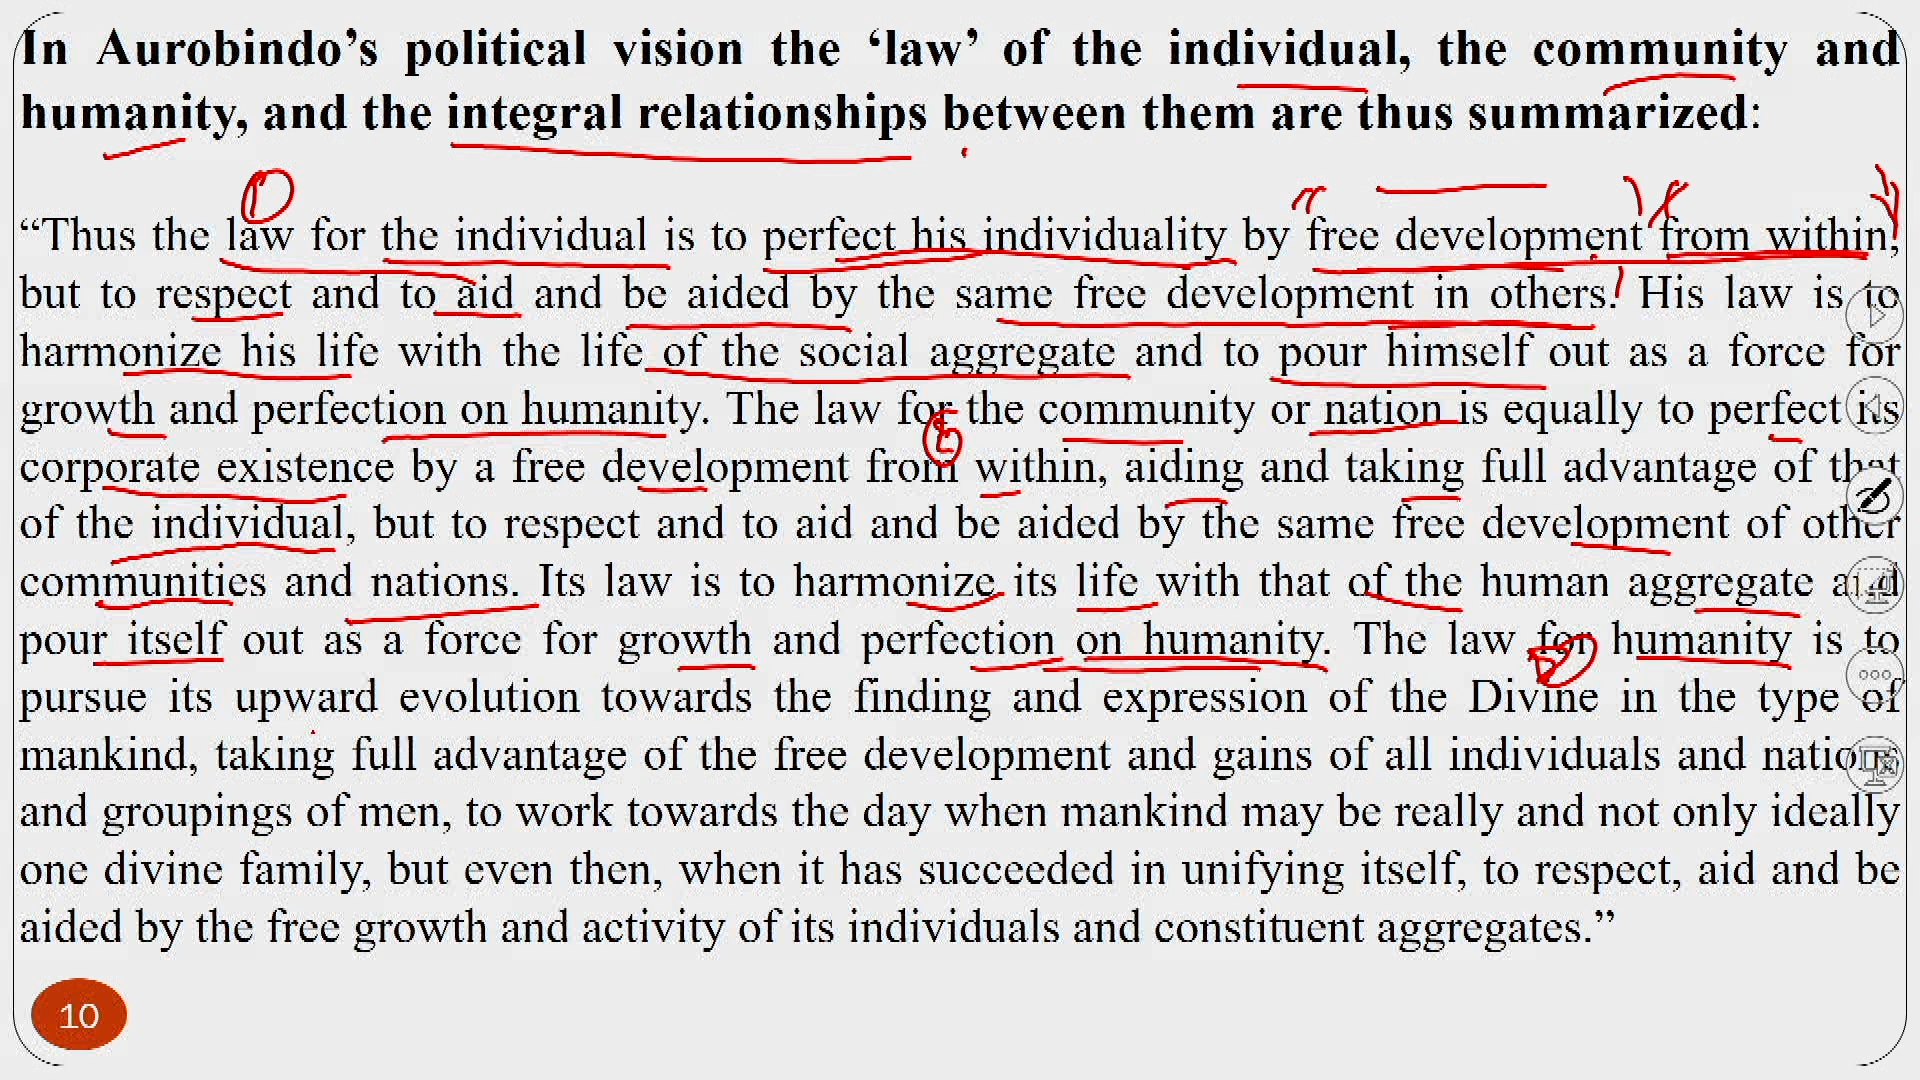 In Aurobindo’s political vision the ‘law’ of the individual, the community and
humanity, and the integral relationships between them are thus summarized:
“Thus the law for the individual is to perfect his individuality by free development from within,
but to respect and to aid and be aided by the same free development in others. His law is to
harmonize his life with the life of the social aggregate and to pour himself out as a force for
growth and perfection on humanity. The law for the community or nation is equally to perfect its
corporate existence by a free development from within, aiding and taking full advantage of that
of the individual, but to respect and to aid and be aided by the same free development of other
communities and nations. Its law is to harmonize its life with that of the human aggregate and
pour itself out as a force for growth and perfection on humanity. The law for humanity is to
pursue its upward evolution towards the finding and expression of the Divine in the type of
mankind, taking full advantage of the free development and gains of all individuals and nations
and groupings of men, to work towards the day when mankind may be really and not only ideally
one divine family, but even then, when it has succeeded in unifying itself, to respect, aid and be
aided by the free growth and activity of its individuals and constituent aggregates.”
10